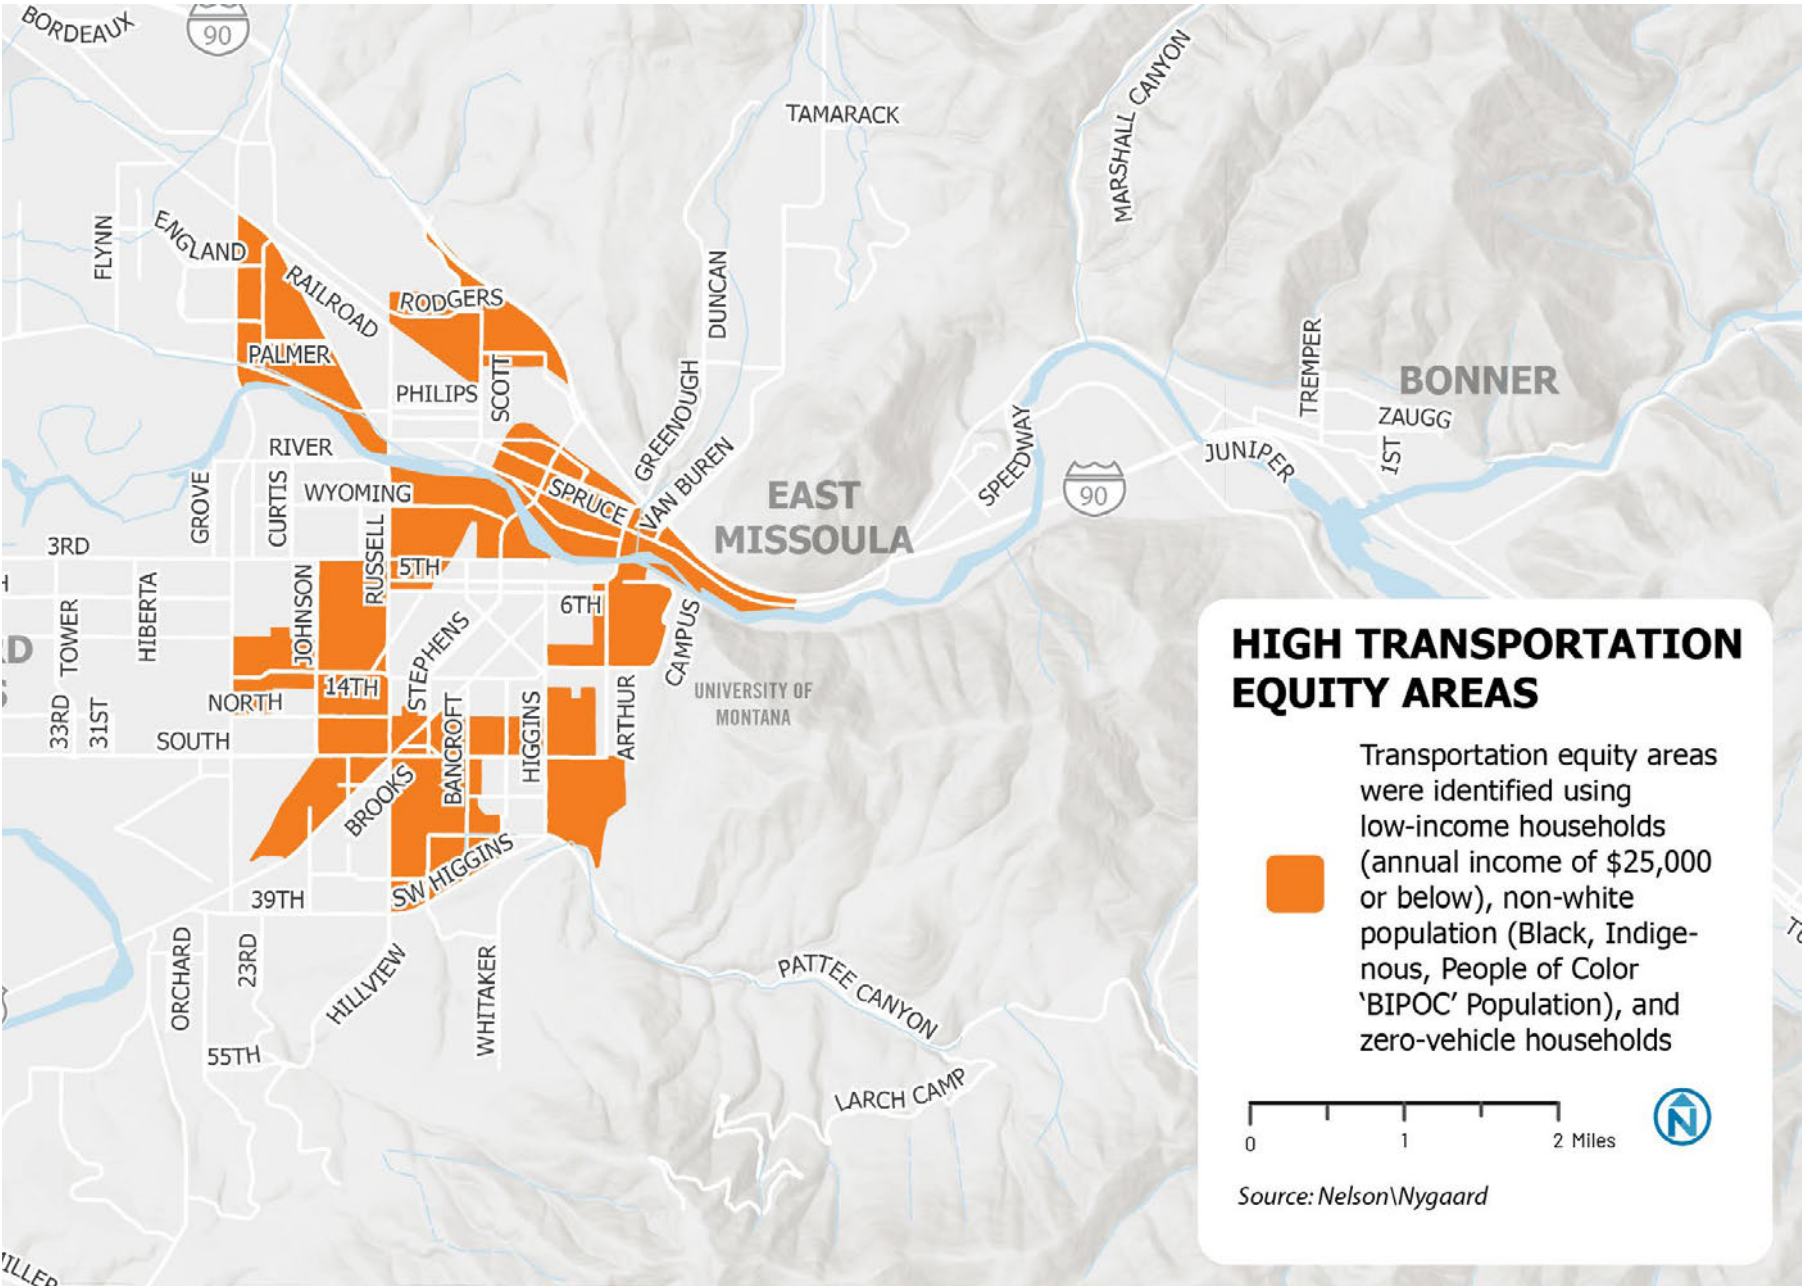 BORDEAUX
90
TAMARACK
MARSHALL CANYON
FLYNN
ENGLAND
RAILROAD
RODGERS
DUNCAN
PALMER
PHILIPS
SCOTT
GREENOUGH
TREMPER
BONNER
ZAUGG
1ST
RIVER
VAN BUREN
SPEEDWAY
JUNIPER
GROVE
CURTIS
WYOMING
SPRUCE
EAST
MISSOULA
90
RUSSELL
3RD
5TH
6TH
TOWER
HIBERTA
JOHNSON
STEPHENS
CAMPUS
UNIVERSITY OF
MONTANA
14TH
NORTH
33RD
31ST
SOUTH
BANCROFT
HIGGINS
ARTHUR
BROOKS
SW HIGGINS
39TH
ORCHARD
23RD
HILLVIEW
WHITAKER
55TH
PATTEE CANYON
LARCH CAMP
HIGH TRANSPORTATION
EQUITY AREAS
Transportation equity areas
were identified using
low-income households
(annual income of $25,000
or below), non-white
population (Black, Indige-
nous, People of Color
‘BIPOC’ Population), and
zero-vehicle households
0 1 2 Miles
N
Source: Nelson\Nygaard